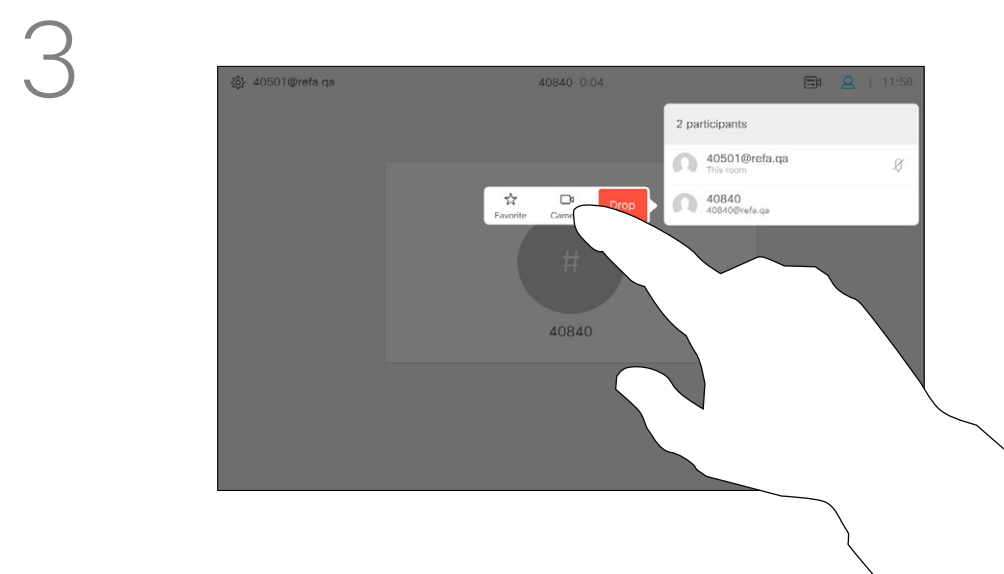 3
40501@refa.qa
40840 0:04
| 11:58
2 participants
40501@refa.qa
This room
40840
40840@refa.qa
Favorite
Drop
#
40840